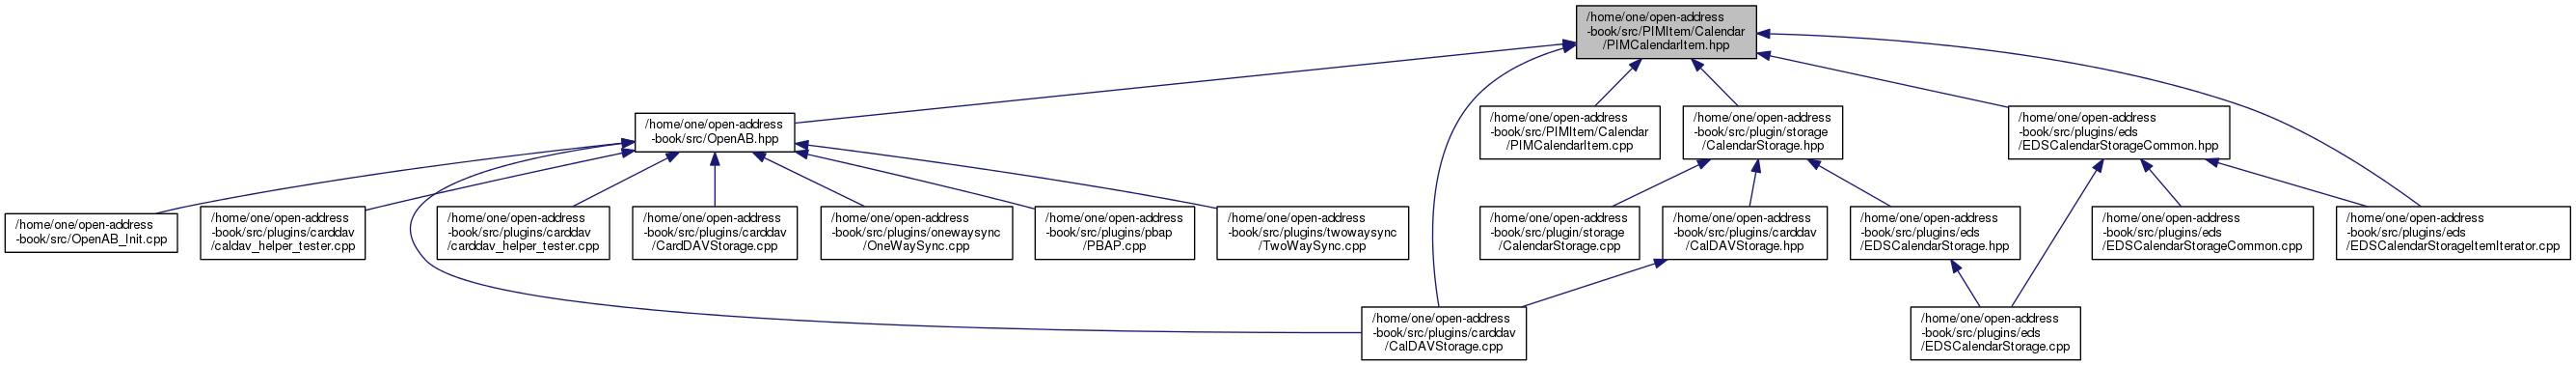 /home/one/open-address
-book/src/PIMItem/Calendar
/PIMCalendarItem.hpp
/home/one/open-address
-book/src/OpenAB.hpp
/home/one/open-address
-book/src/PIMItem/Calendar
/PIMCalendarItem.cpp
/home/one/open-address
-book/src/plugin/storage
/CalendarStorage.hpp
/home/one/open-address
-book/src/plugins/eds
/EDSCalendarStorageCommon.hpp
/home/one/open-address
-book/src/OpenAB_Init.cpp
/home/one/open-address
-book/src/plugins/carddav
/caldav_helper_tester.cpp
/home/one/open-address
-book/src/plugins/carddav
/carddav_helper_tester.cpp
/home/one/open-address
-book/src/plugins/carddav
/CardDAVStorage.cpp
/home/one/open-address
-book/src/plugins/onewaysync
/OneWaySync.cpp
/home/one/open-address
-book/src/plugins/pbap
/PBAP.cpp
/home/one/open-address
-book/src/plugins/twowaysync
/TwoWaySync.cpp
/home/one/open-address
-book/src/plugin/storage
/CalendarStorage.cpp
/home/one/open-address
-book/src/plugins/carddav
/CalDAVStorage.hpp
/home/one/open-address
-book/src/plugins/eds
/EDSCalendarStorage.hpp
/home/one/open-address
-book/src/plugins/eds
/EDSCalendarStorageCommon.cpp
/home/one/open-address
-book/src/plugins/eds
/EDSCalendarStorageItemIterator.cpp
/home/one/open-address
-book/src/plugins/carddav
/CalDAVStorage.cpp
/home/one/open-address
-book/src/plugins/eds
/EDSCalendarStorage.cpp